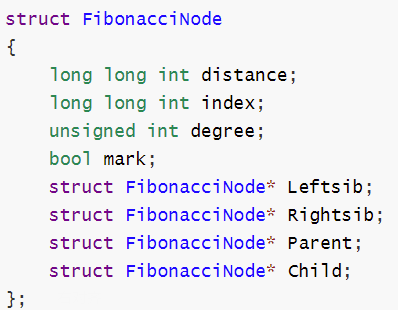 struct FibonacciNode
{
    long long int distance;
    long long int index;
    unsigned int degree;
    bool mark;
    struct FibonacciNode* Leftsib;
    struct FibonacciNode* Rightsib;
    struct FibonacciNode* Parent;
    struct FibonacciNode* Child;
};